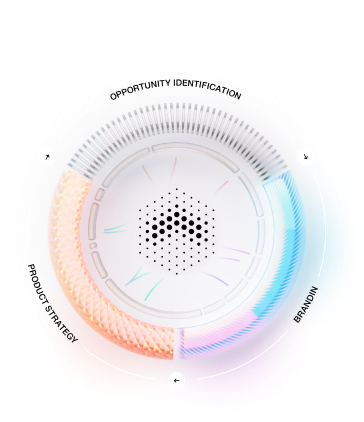 OPPORTUNITY IDENTIFICATION
BRANDIN
PRODUCT STRATEGY